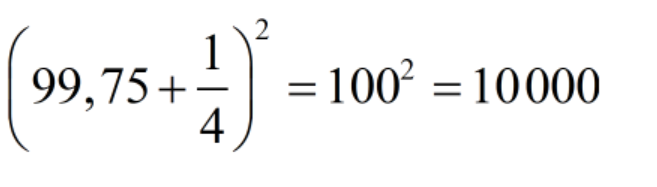 (99,75+1/4)² = 100² = 10000